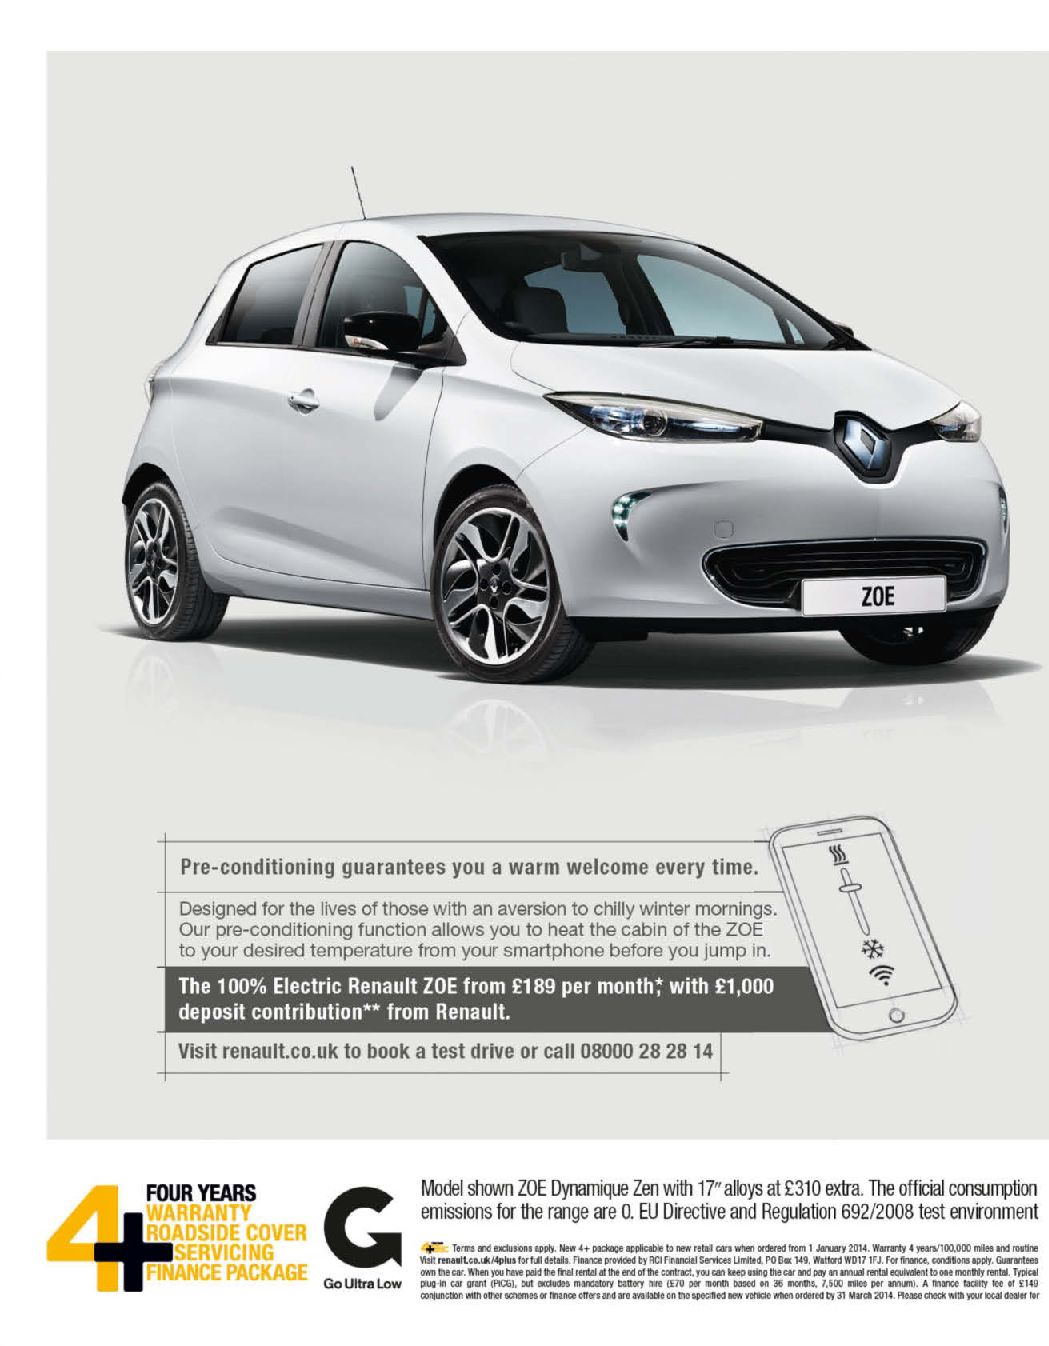 ZOE
Pre-conditioning guarantees you a warm welcome every time.
Designed for the lives of those with an aversion to chilly winter mornings.
Our pre-conditioning function allows you to heat the cabin of the ZOE
to your desired temperature from your smartphone before you jump in.
The 100% Electric Renault ZOE from £189 per month*, with £1,000
deposit contribution** from Renault.
Visit renault.co.uk to book a test drive or call 08000 28 28 14
4+
FOUR YEARS
WARRANTY
ROADSIDE COVER
SERVICING
FINANCE PACKAGE
Go Ultra Low
Model shown ZOE Dynamique Zen with 17” alloys at £310 extra. The official consumption
emissions for the range are 0. EU Directive and Regulation 692/2008 test environment
4+ Terms and exclusions apply. New 4+ package applicable to new retail cars when ordered from 1 January 2014. Warranty 4 years/100,000 miles and routine
Visit renault.co.uk/4plus for full details. Finance provided by RCI Financial Services Limited, PO Box 149, Watford WD17 1FJ. For finance, conditions apply. Guarantees
own the car. When you have paid the final rental at the end of the contract, you can keep using the car and pay an annual rental equivalent to one monthly rental. Typical
plug-in car grant (PICG), but excludes mandatory battery hire (£70 per month based on 36 months, 7,500 miles per annum). A finance facility fee of £149
conjunction with other schemes or finance offers and are available on the specified new vehicle when ordered by 31 March 2014. Please check with your local dealer for